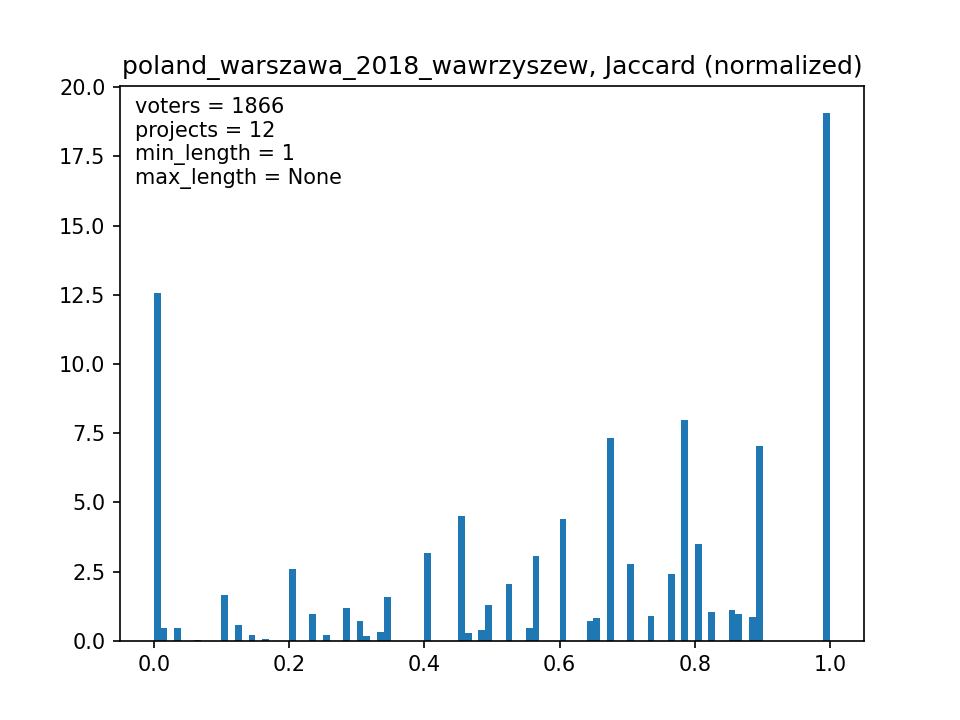 poland_warszawa_2018_wawrzyszew, Jaccard (normalized)
20.0
voters = 1866
projects = 12
min_length = 1
max_length = None
17.5
15.0
12.5
10.0
7.5
5.0
2.5
0.0
0.0 0.2 0.4 0.6 0.8 1.0